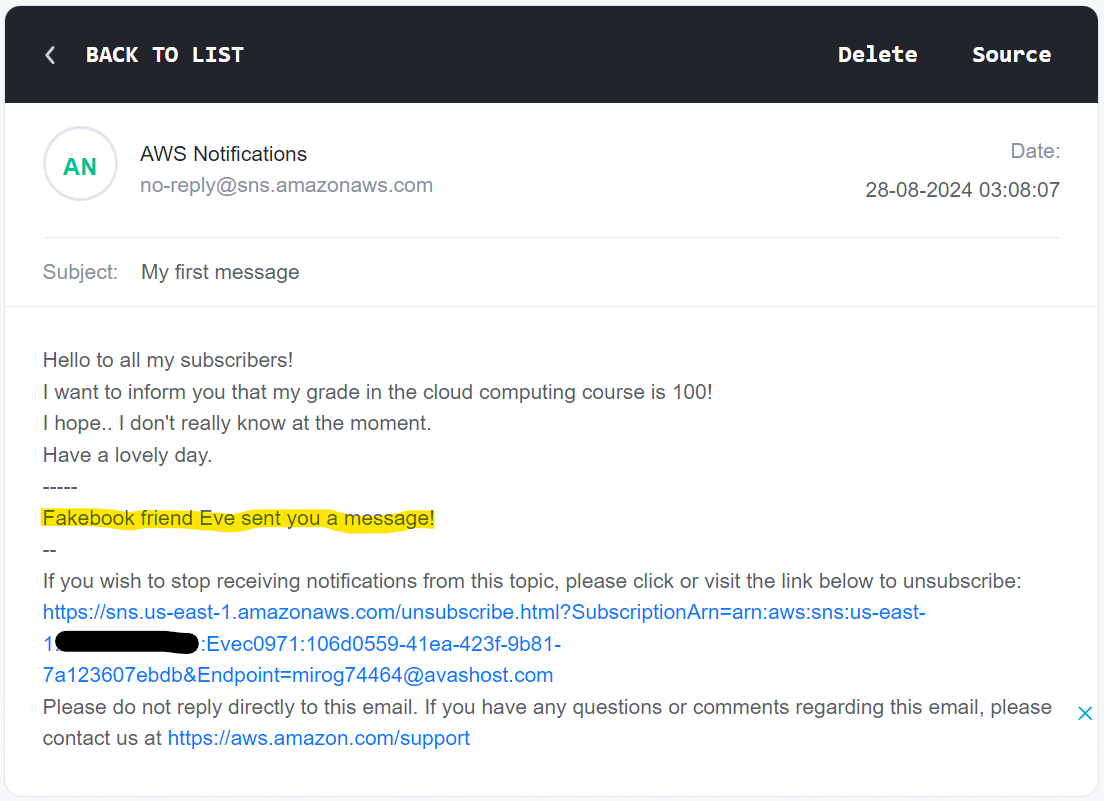 BACK TO LIST Delete Source
AN
AWS Notifications
no-reply@sns.amazonaws.com
Date:
28-08-2024 03:08:07
Subject: My first message
Hello to all my subscribers!
I want to inform you that my grade in the cloud computing course is 100!
I hope.. I don't really know at the moment.
Have a lovely day.
-----
Fakebook friend Eve sent you a message!
--
If you wish to stop receiving notifications from this topic, please click or visit the link below to unsubscribe:
https://sns.us-east-1.amazonaws.com/unsubscribe.html?SubscriptionArn=arn:aws:sns:us-east-
1: :Evec0971:106d0559-41ea-423f-9b81-
7a123607ebdb&Endpoint=mirog74464@avashost.com
Please do not reply directly to this email. If you have any questions or comments regarding this email, please
contact us at https://aws.amazon.com/support